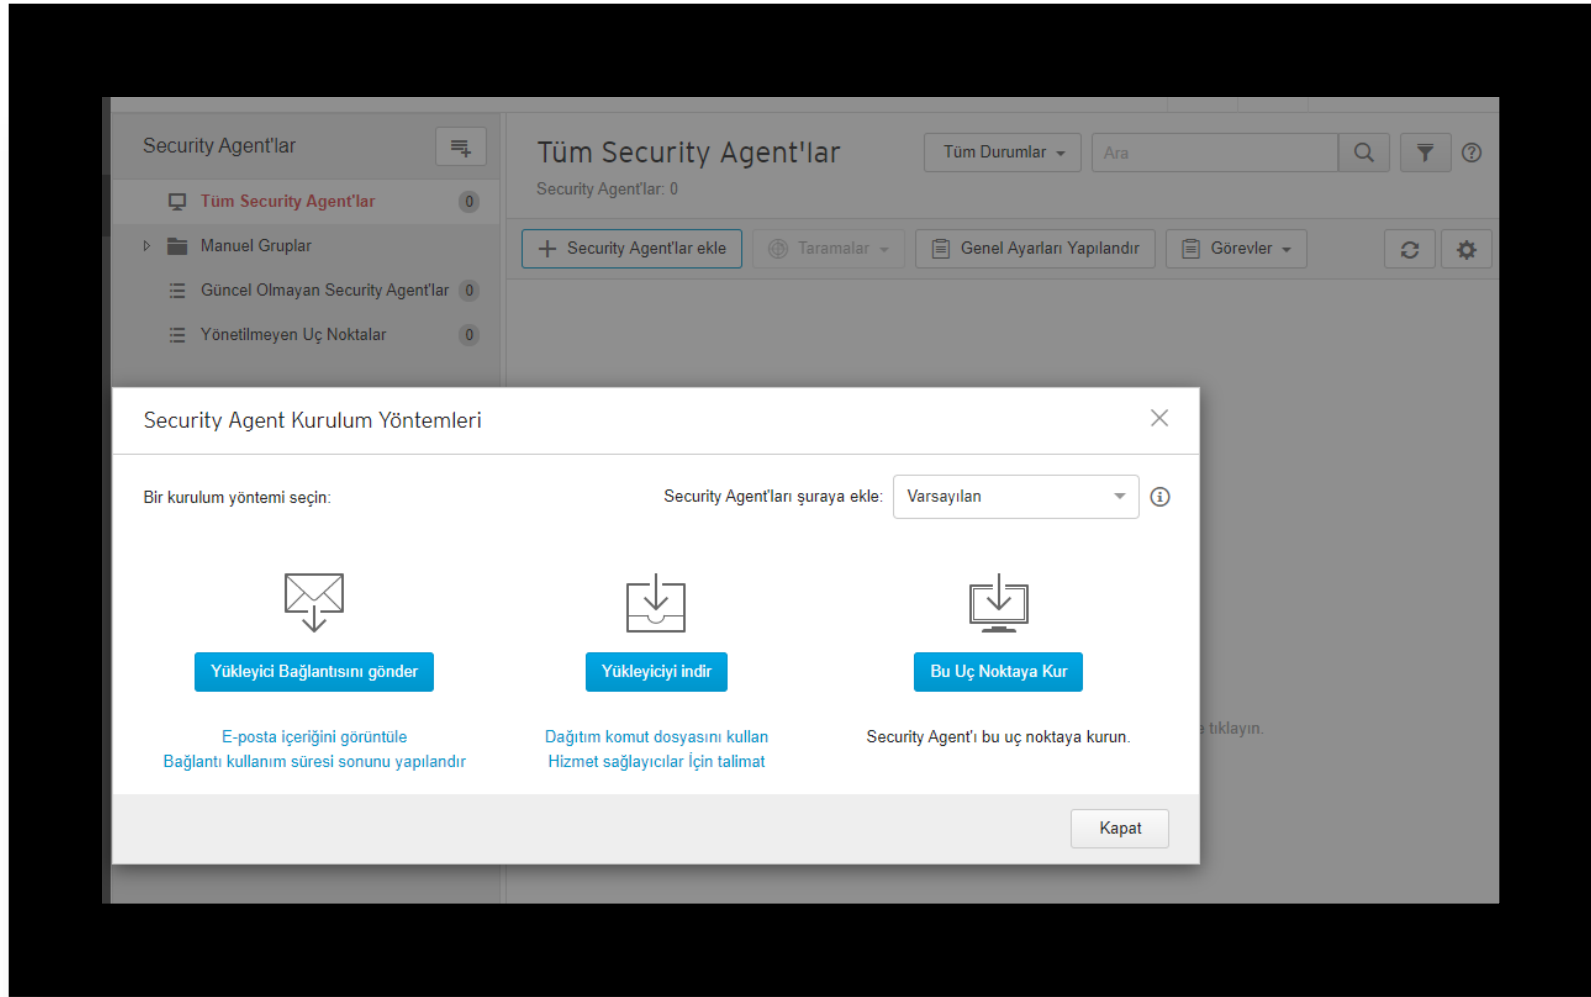 Security Agent'lar
Tüm Security Agent'lar 0
Manuel Gruplar
Güncel Olmayan Security Agent'lar 0
Yönetilmeyen Uç Noktalar 0
Tüm Security Agent'lar
Security Agent'lar: 0
Tüm Durumlar
Ara
Security Agent'lar ekle
Taramalar
Genel Ayarları Yapılandır
Görevler
Security Agent Kurulum Yöntemleri
Bir kurulum yöntemi seçin:
Security Agent'ları şuraya ekle: Varsayılan
Yükleyici Bağlantısını gönder
Yükleyiciyi indir
Bu Uç Noktaya Kur
E-posta içeriğini görüntüle
Bağlantı kullanım süresi sonunu yapılandır
Dağıtım komut dosyasını kullan
Hizmet sağlayıcılar İçin talimat
Security Agent'ı bu uç noktaya kurun.
tıklayın.
Kapat